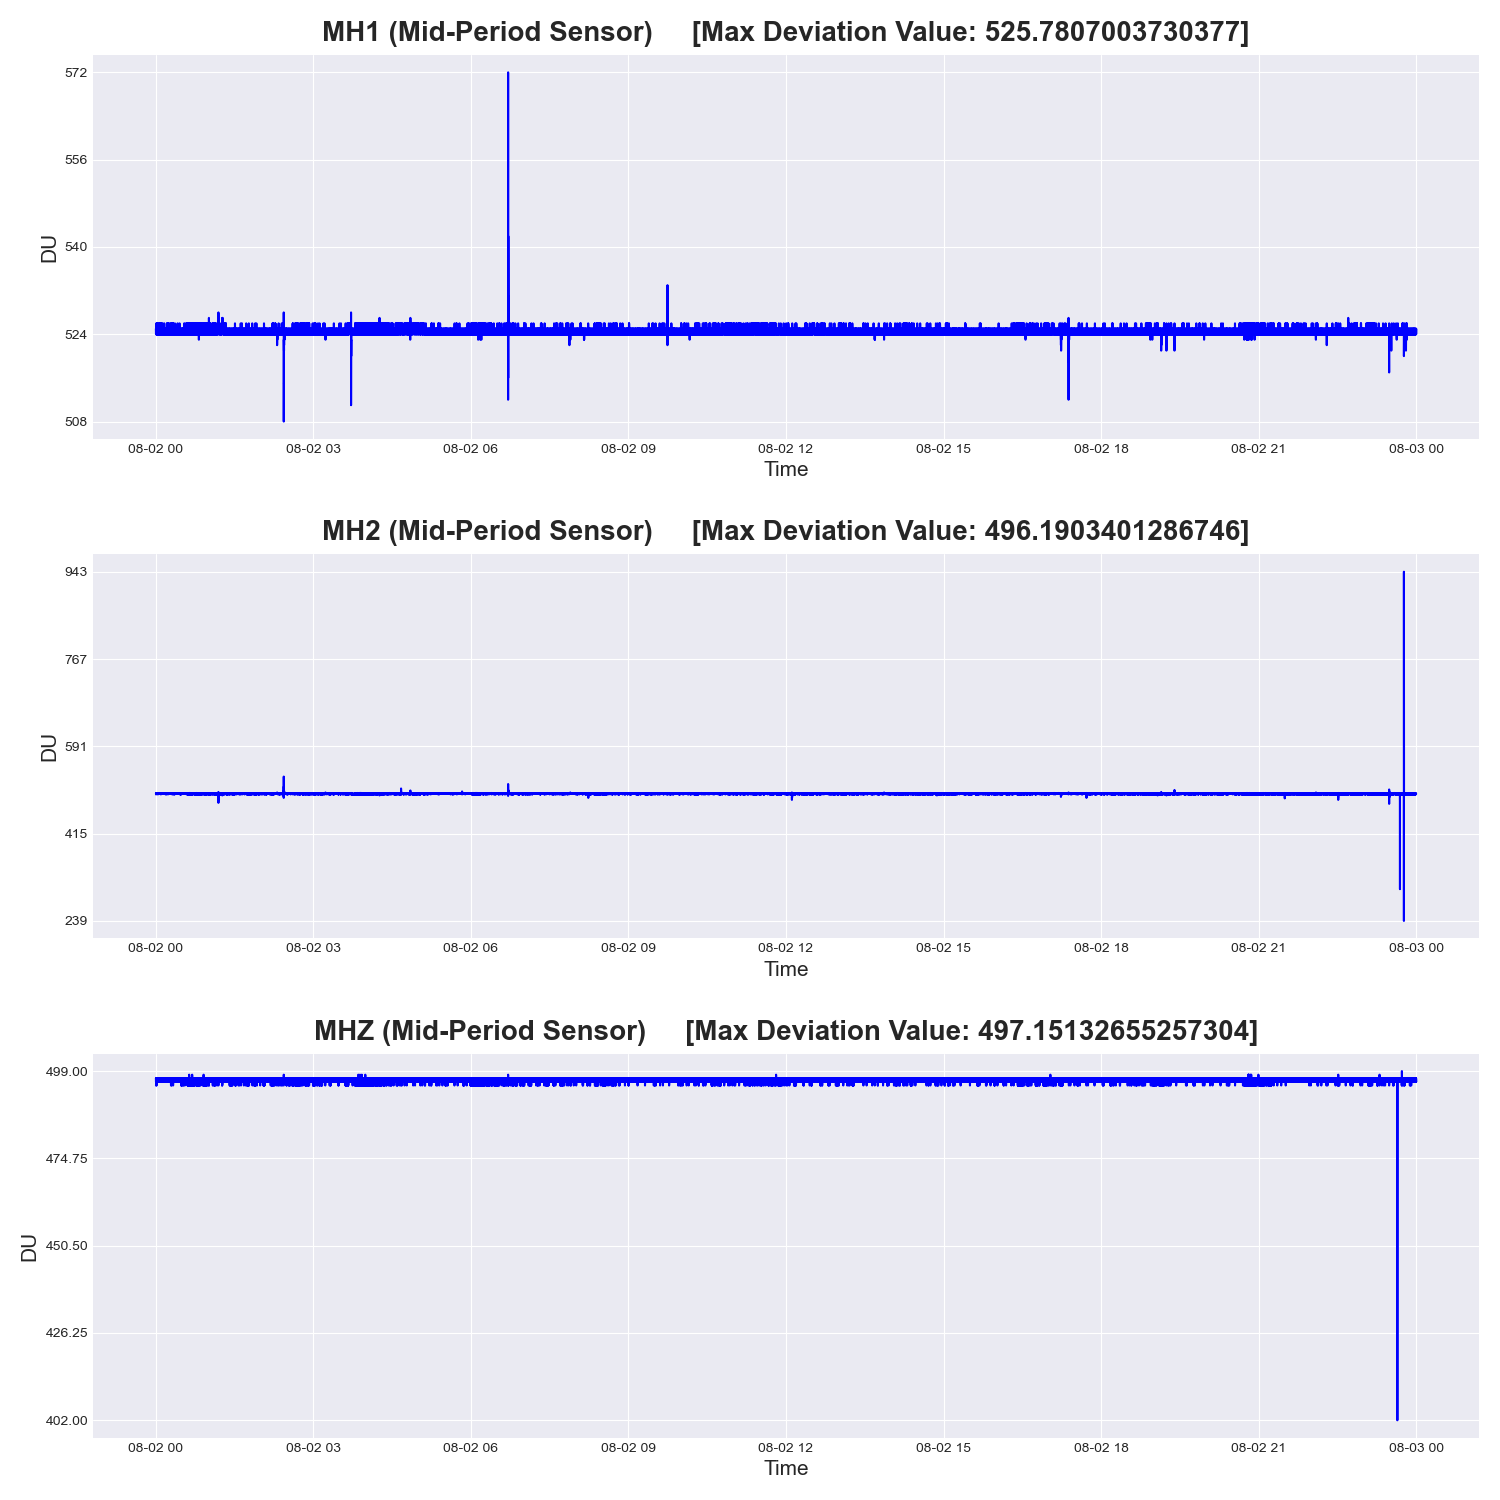 MH1 (Mid-Period Sensor) [Max Deviation Value: 525.7807003730377]
572
556
540
524
508
DU
08-02 00 08-02 03 08-02 06 08-02 09 08-02 12 08-02 15 08-02 18 08-02 21 08-03 00
Time
MH2 (Mid-Period Sensor) [Max Deviation Value: 496.1903401286746]
943
767
591
415
239
DU
08-02 00 08-02 03 08-02 06 08-02 09 08-02 12 08-02 15 08-02 18 08-02 21 08-03 00
Time
MHZ (Mid-Period Sensor) [Max Deviation Value: 497.15132655257304]
499.00
474.75
450.50
426.25
402.00
DU
08-02 00 08-02 03 08-02 06 08-02 09 08-02 12 08-02 15 08-02 18 08-02 21 08-03 00
Time